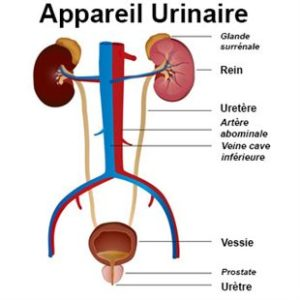 Appareil Urinaire
Glande
surrénale
Rein
Uretère
Artère
abominale
Veine cave
inférieure
Vessie
Prostate
Urètre